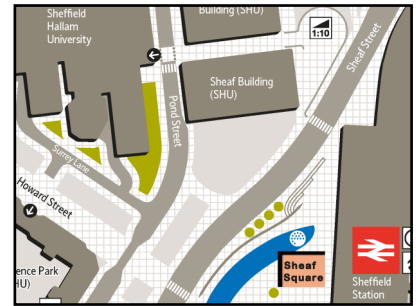 Sheffield
Hallam
University
Building (SHU)
1:10
Sheaf Street
Sheaf Building
(SHU)
Pond Street
Surrey Lane
Howard Street
Sheaf
Square
ence Park
HU)
Sheffield
Station